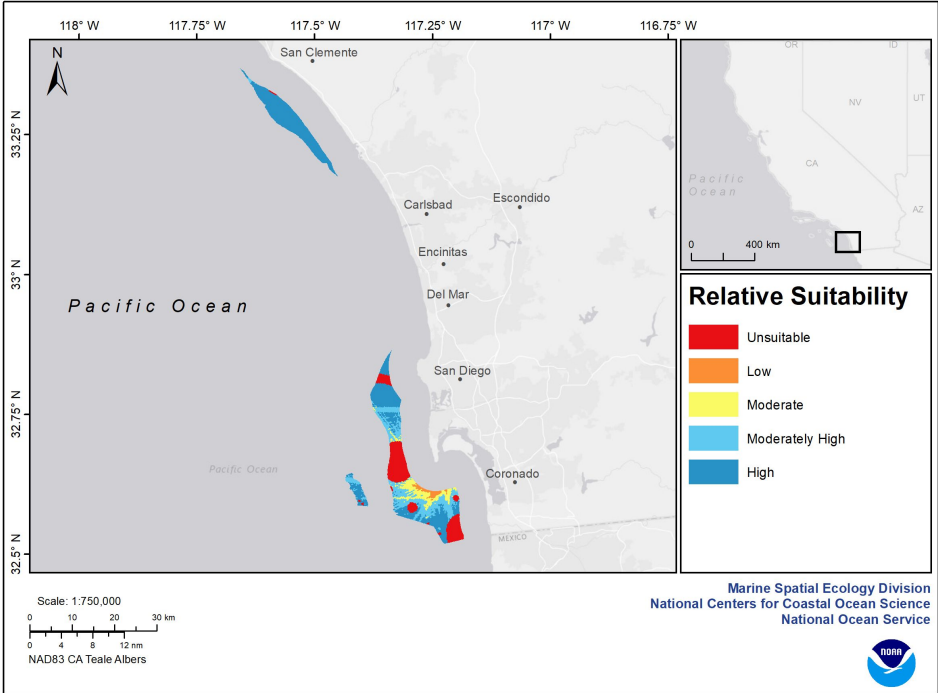 118° W 117.75° W 117.5° W 117.25° W 117° W 116.75° W
N
San Clemente
33.25° N
Carlsbad
Escondido
Encinitas
33° N
Del Mar
Pacific Ocean
San Diego
32.75° N
Pacific Ocean
Coronado
MEXICO
32.5° N
OR
ID
NV
UT
CA
Pacific
Ocean
AZ
0 400 km
Relative Suitability
Unsuitable
Low
Moderate
Moderately High
High
Scale: 1:750,000
0 10 20 30 km
0 4 8 12 nm
NAD83 CA Teale Albers
Marine Spatial Ecology Division
National Centers for Coastal Ocean Science
National Ocean Service
NOAA